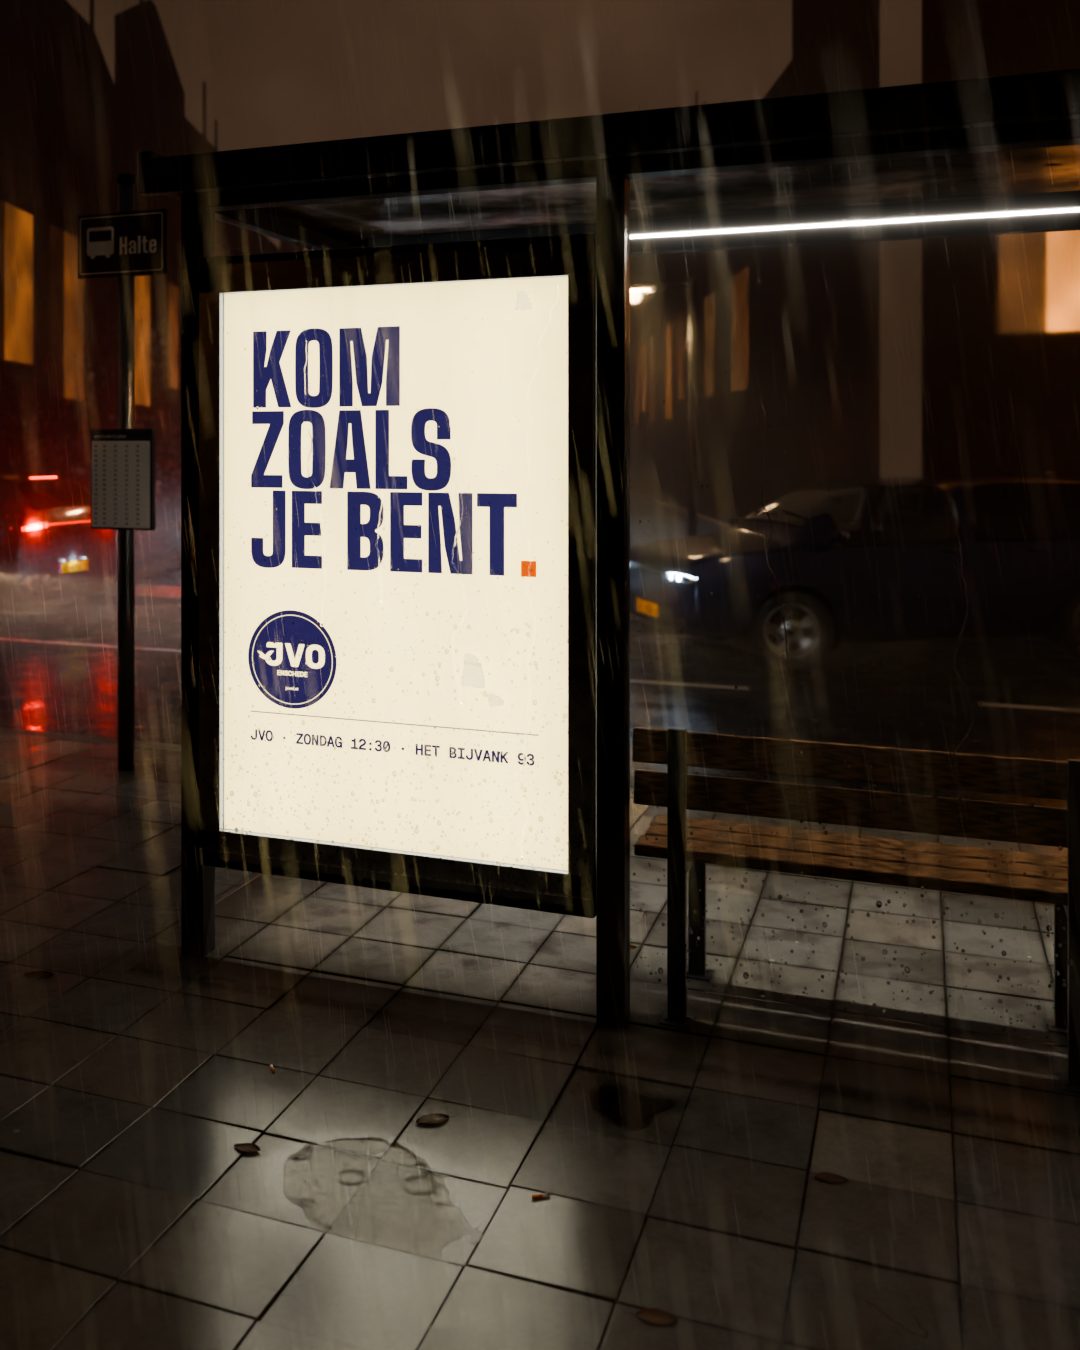 Halte
KOM
ZOALS
JE BENT.
JVO
ENSCHEDE
JVO · ZONDAG 12:30 · HET BIJVANK 93